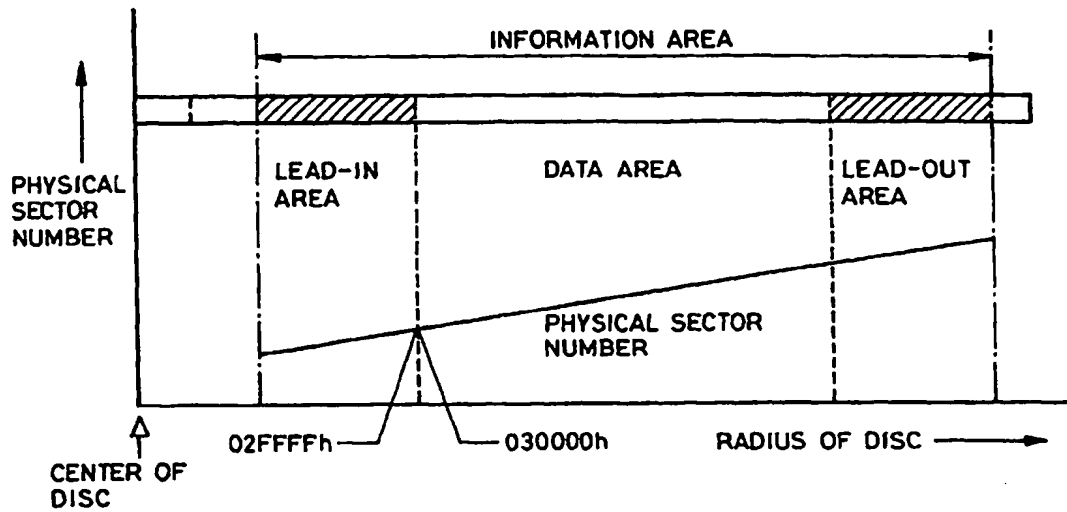 INFORMATION AREA
PHYSICAL
SECTOR
NUMBER
LEAD-IN
AREA
DATA AREA
LEAD-OUT
AREA
PHYSICAL SECTOR
NUMBER
02FFFFh
030000h
RADIUS OF DISC
CENTER OF
DISC